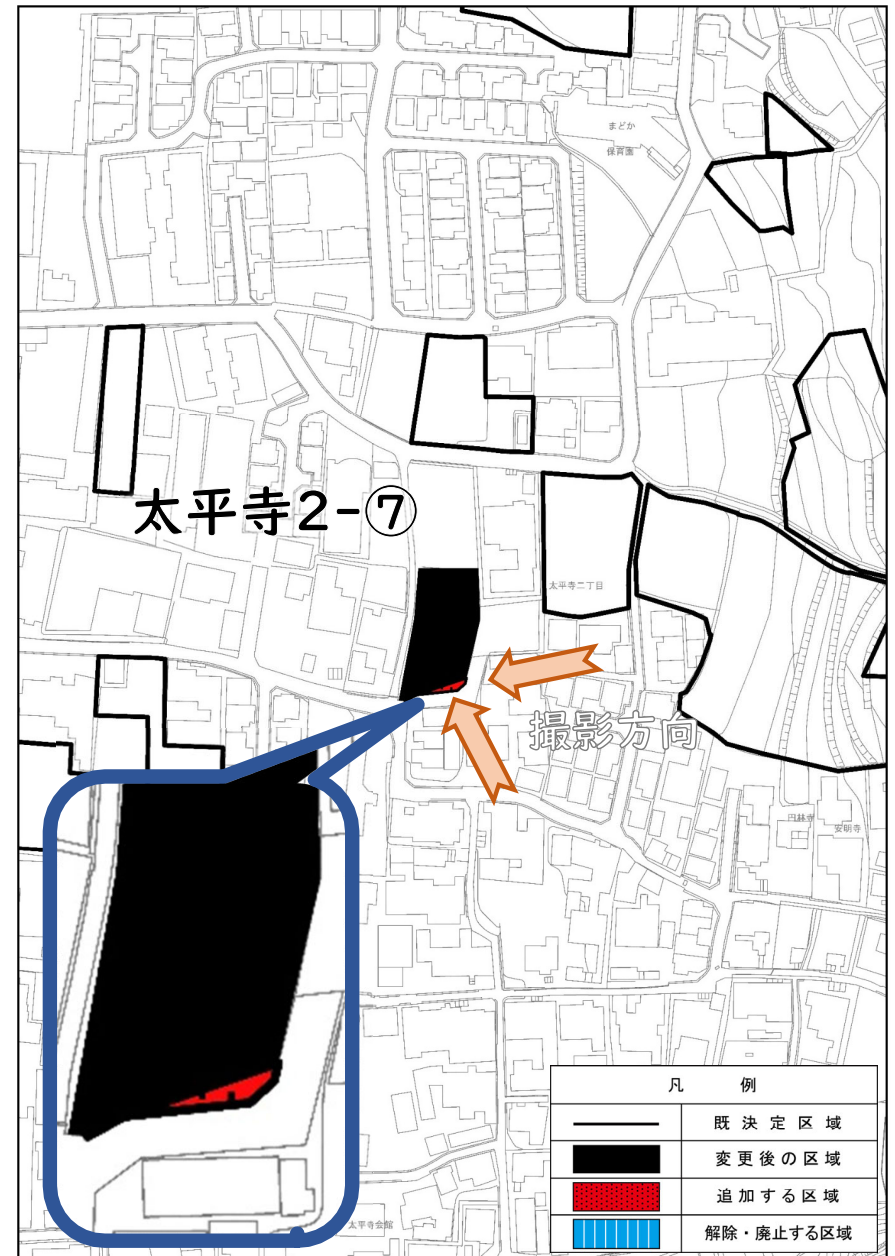 まどか
保育園
太平寺2-⑦
太平寺二丁目
撮影方向
円林寺
安明寺
太平寺会館
凡 例
既決定区域
変更後の区域
追加する区域
解除・廃止する区域